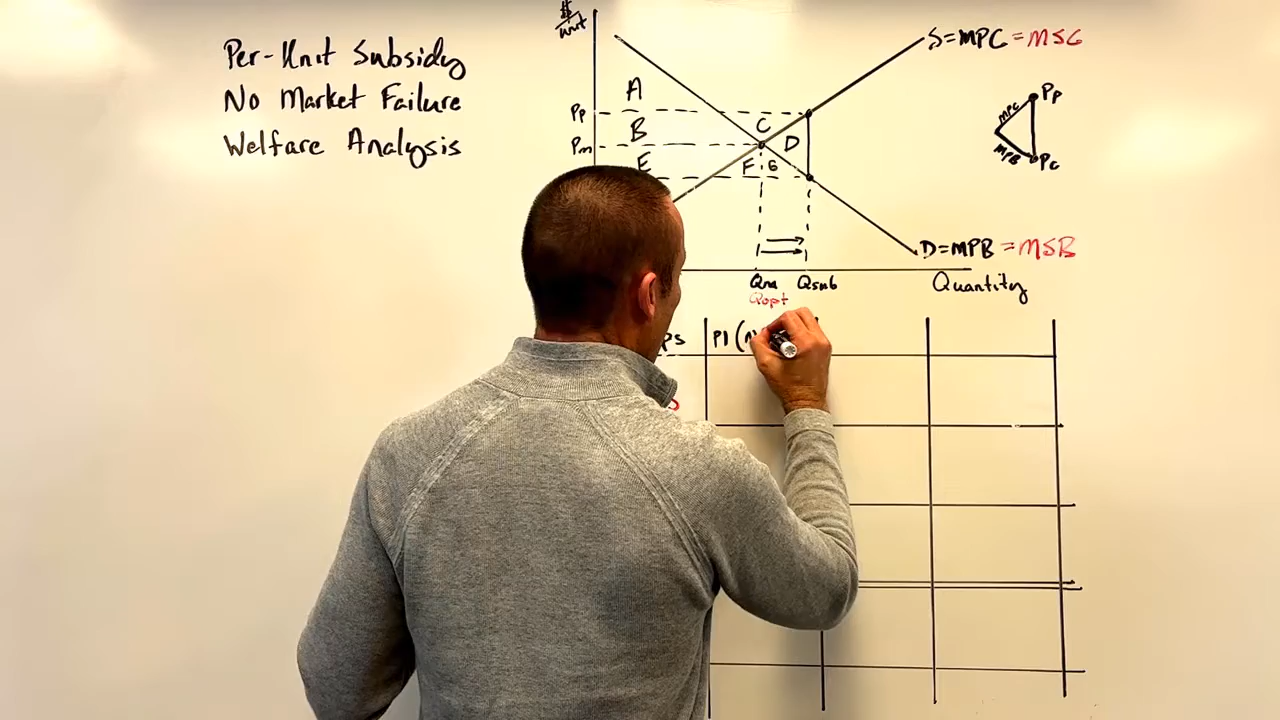 Per-Unit Subsidy
No Market Failure
Welfare Analysis
$/unit
S=MPC=MSC
A
Pp
B
C
D
Pm
E
F G
MPC
Pp
MPB
Pc
D=MPB=MSB
Qm Qsub
Qopt
Quantity
PS P1